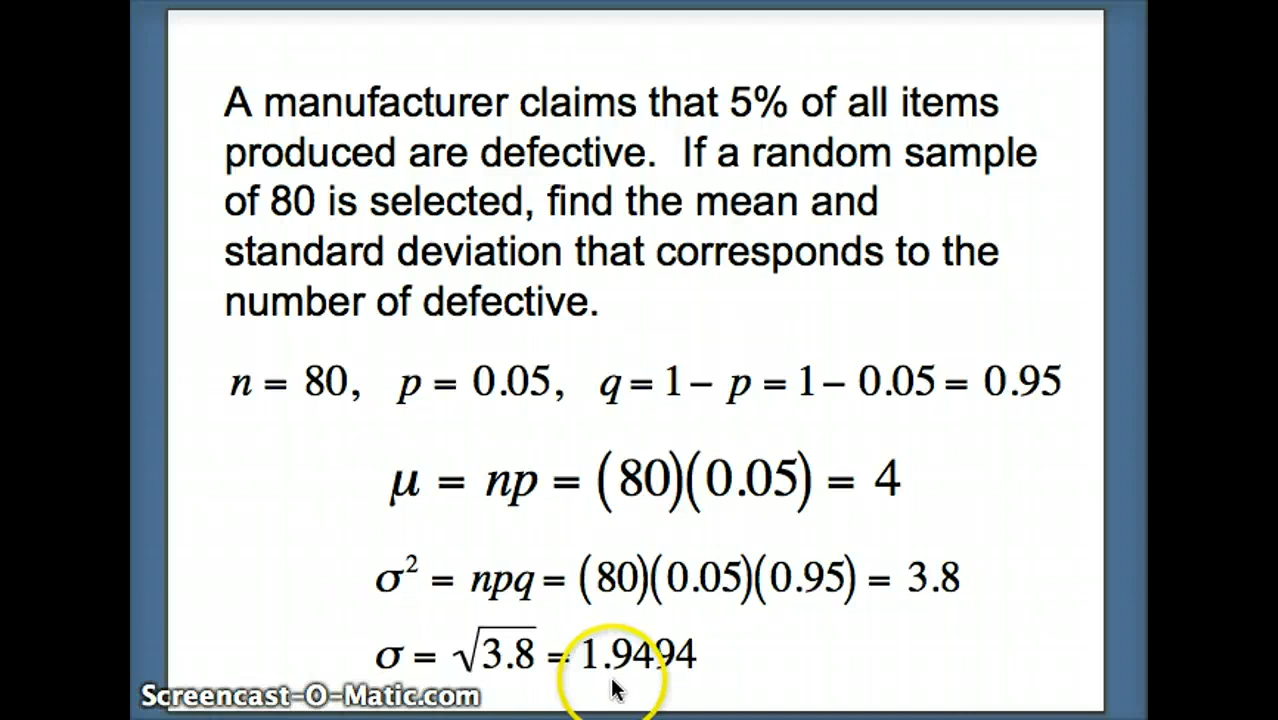 A manufacturer claims that 5% of all items
produced are defective. If a random sample
of 80 is selected, find the mean and
standard deviation that corresponds to the
number of defective.
n = 80, p = 0.05, q = 1 − p = 1 − 0.05 = 0.95
μ = np = (80)(0.05) = 4
σ² = npq = (80)(0.05)(0.95) = 3.8
σ = √3.8 = 1.9494
Screencast-O-Matic.com